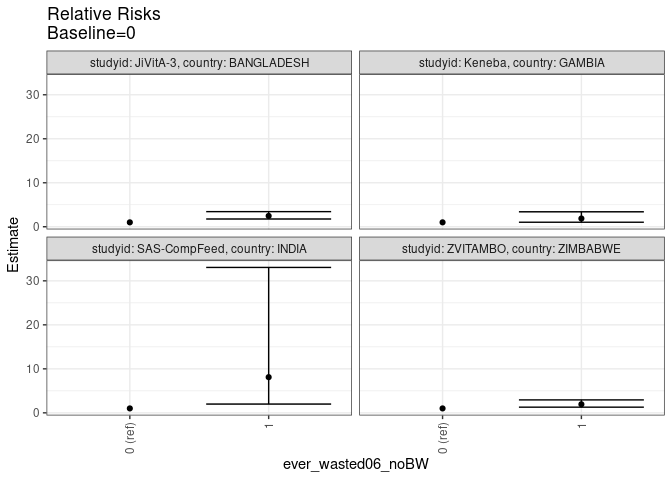 Relative Risks
Baseline=0
studyid: JiVitA-3, country: BANGLADESH
studyid: Keneba, country: GAMBIA
30
20
10
0
studyid: SAS-CompFeed, country: INDIA
studyid: ZVITAMBO, country: ZIMBABWE
30
20
10
0
Estimate
0 (ref)
1
0 (ref)
1
ever_wasted06_noBW